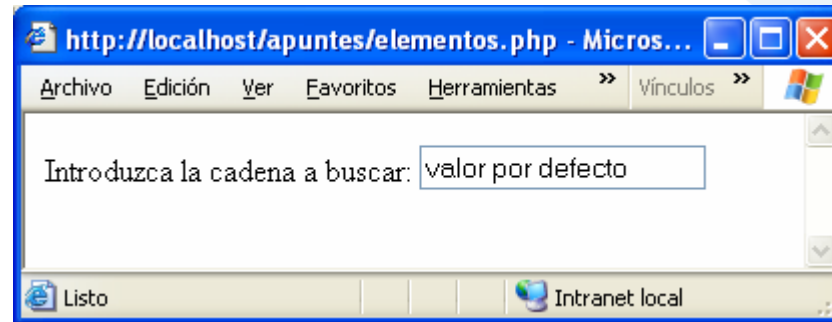 http://localhost/apuntes/elementos.php - Micros...
Archivo Edición Ver Favoritos Herramientas » Vínculos »
Introduzca la cadena a buscar: valor por defecto
Listo Intranet local